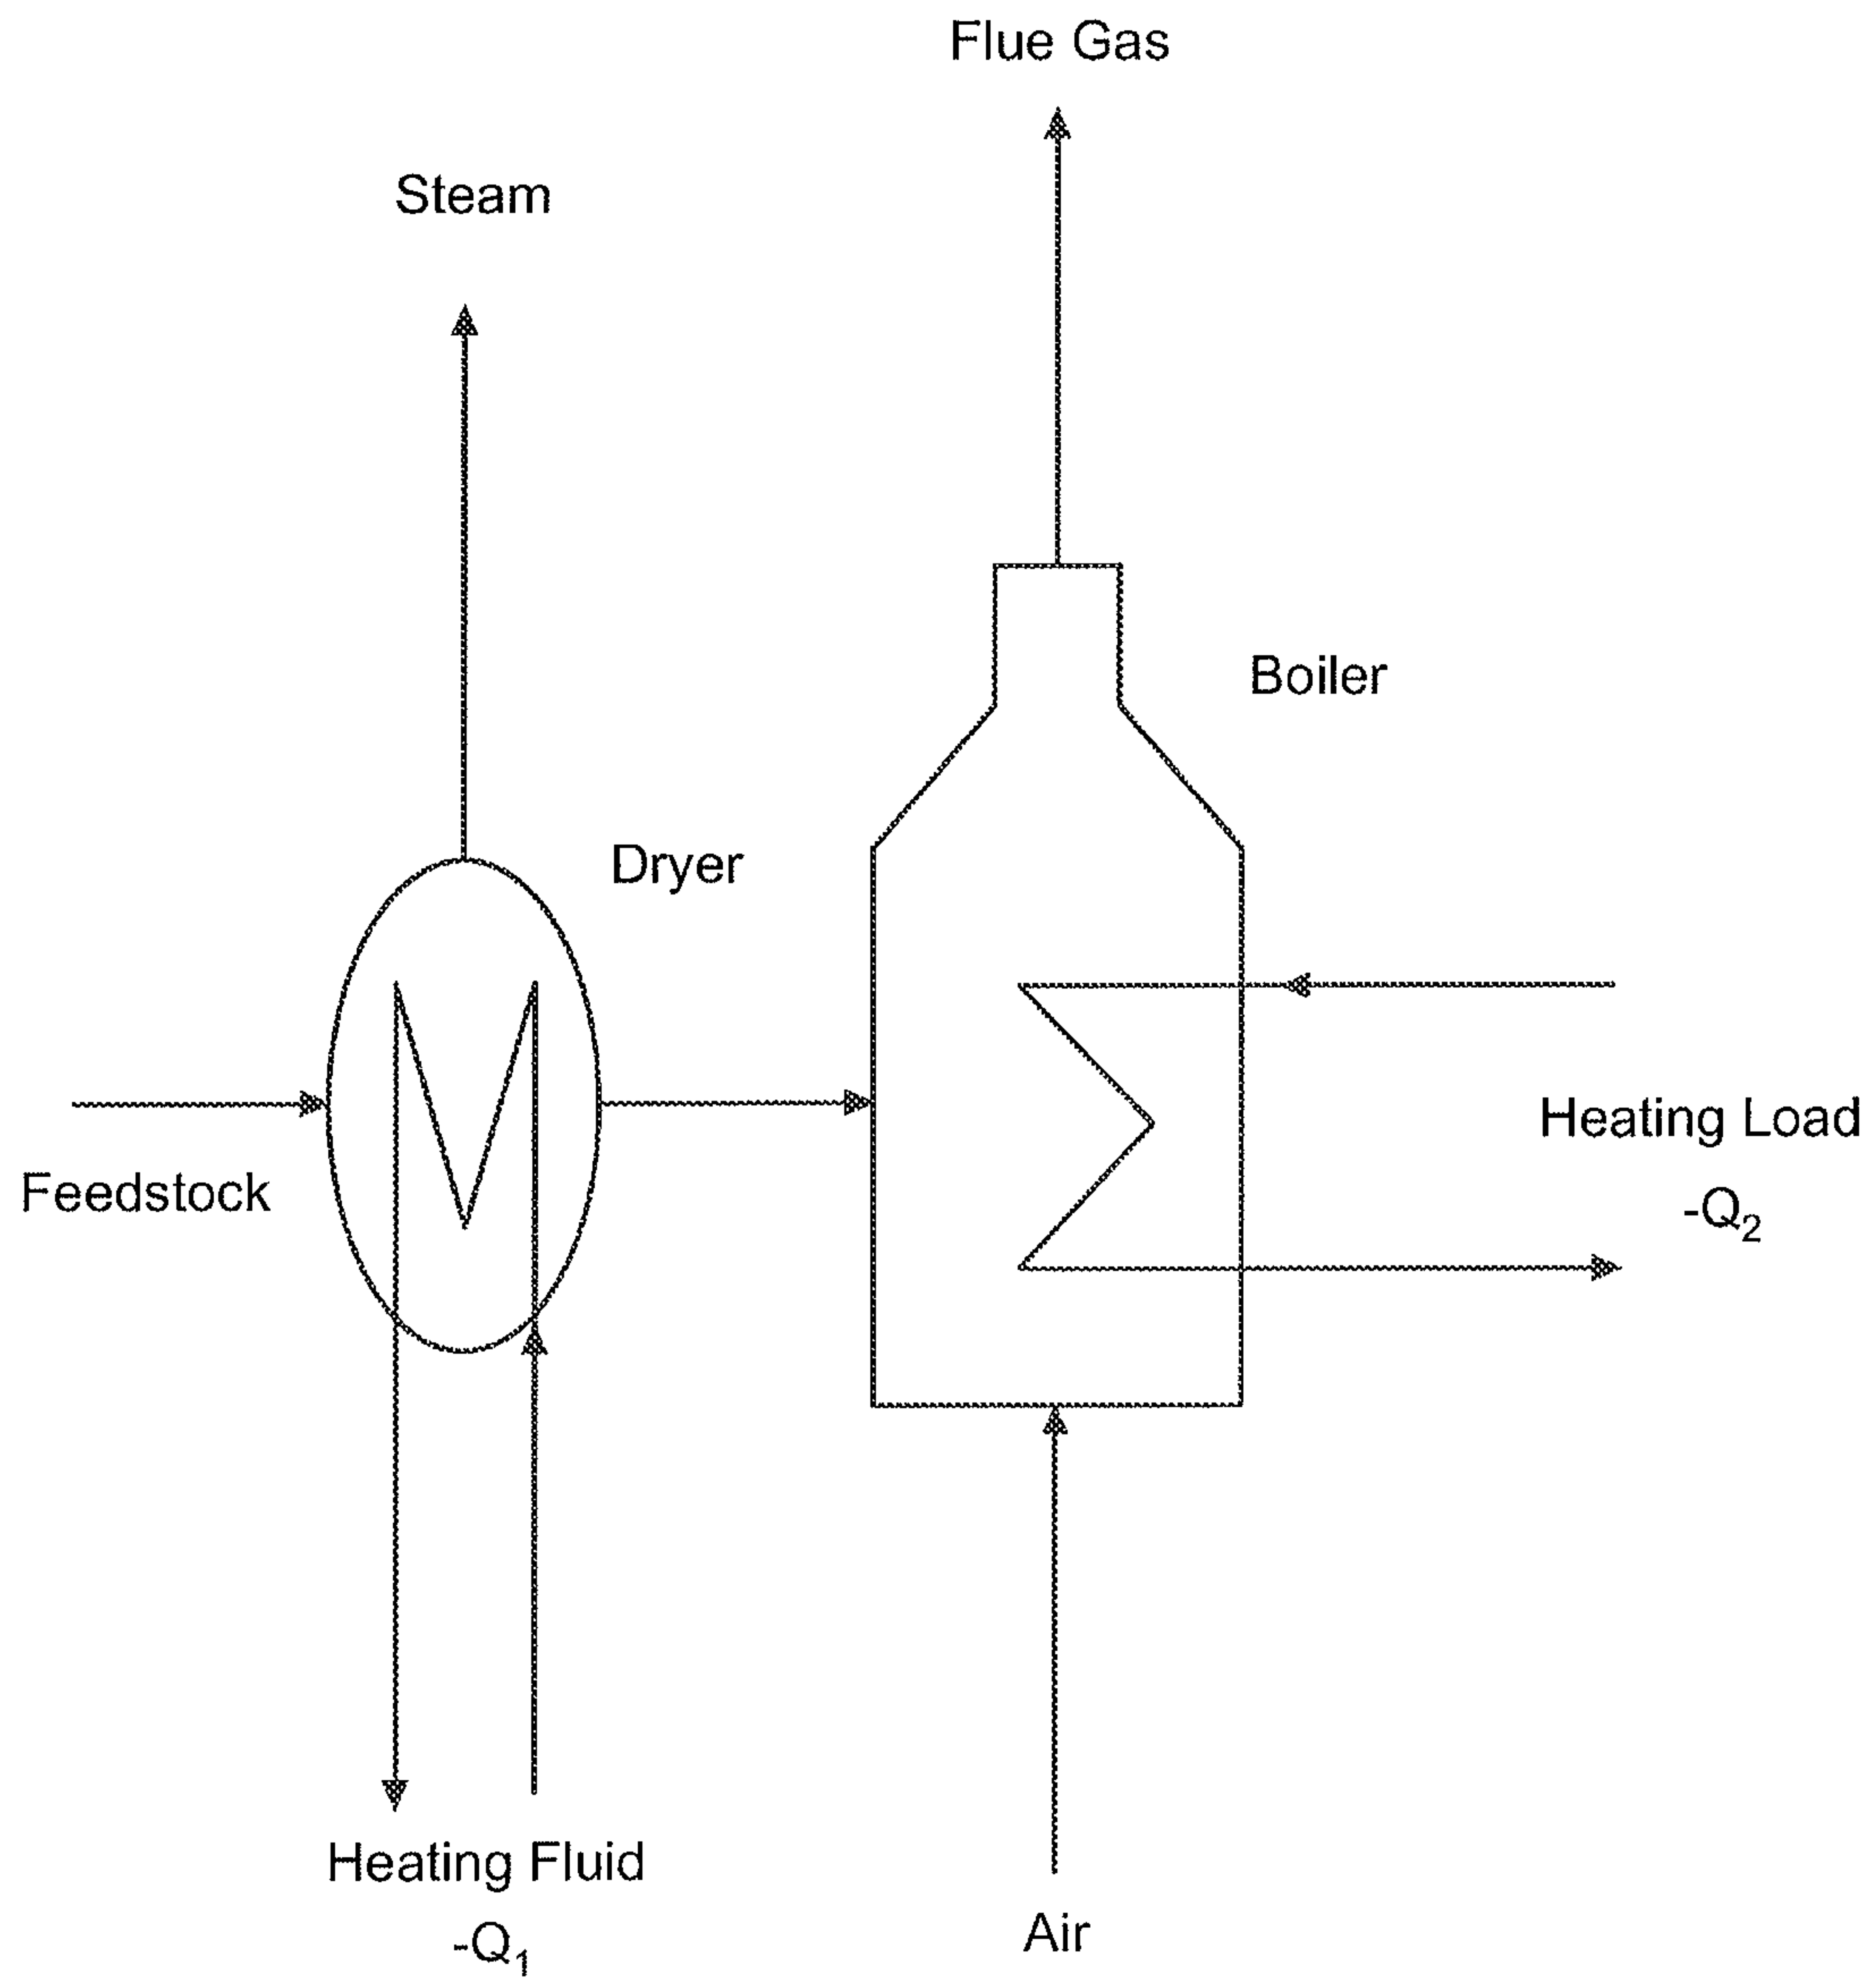 Flue Gas
Steam
Boiler
Dryer
Heating Load
-Q₂
Feedstock
Heating Fluid
-Q₁
Air